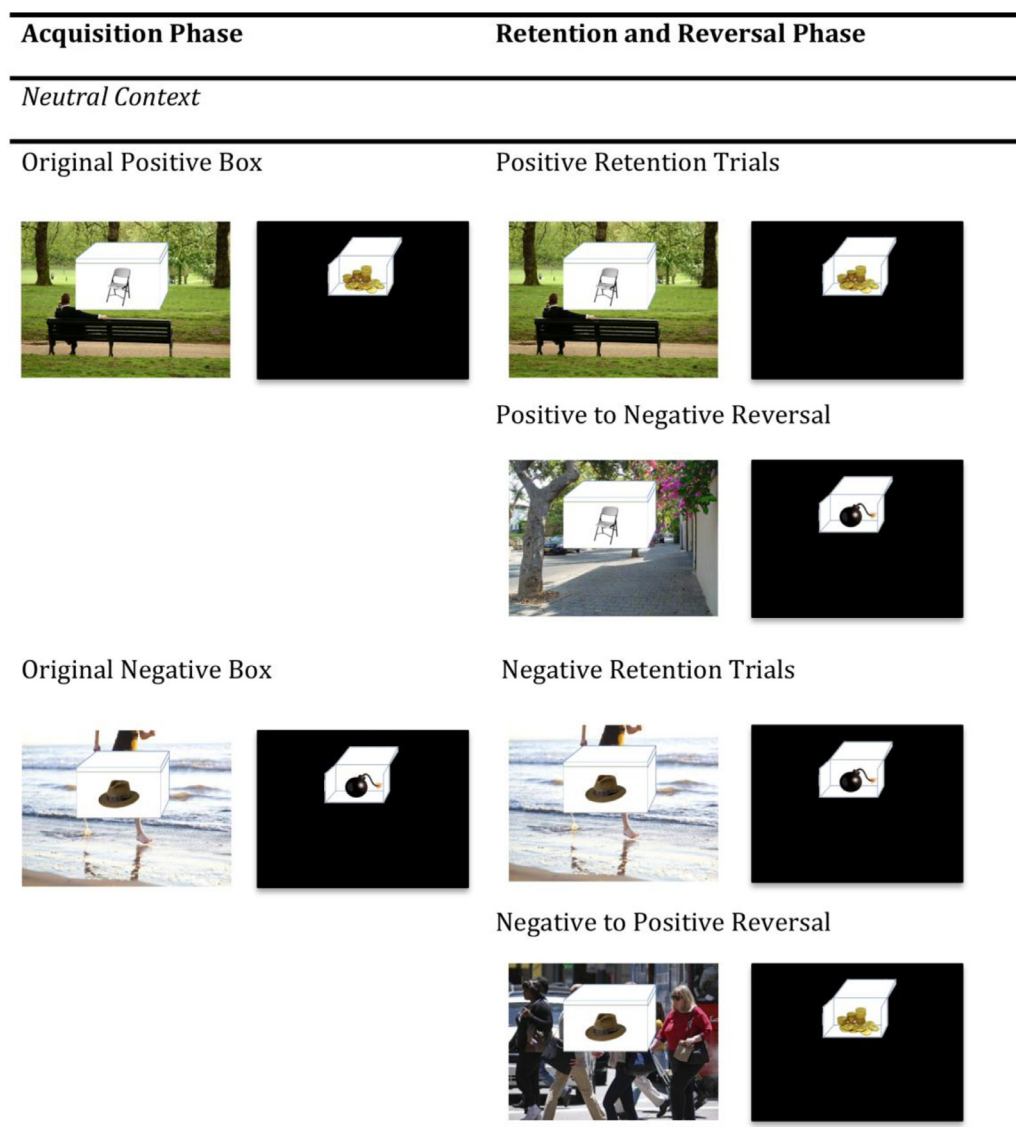 Acquisition Phase
Retention and Reversal Phase
Neutral Context
Original Positive Box
Positive Retention Trials
Positive to Negative Reversal
Original Negative Box
Negative Retention Trials
Negative to Positive Reversal